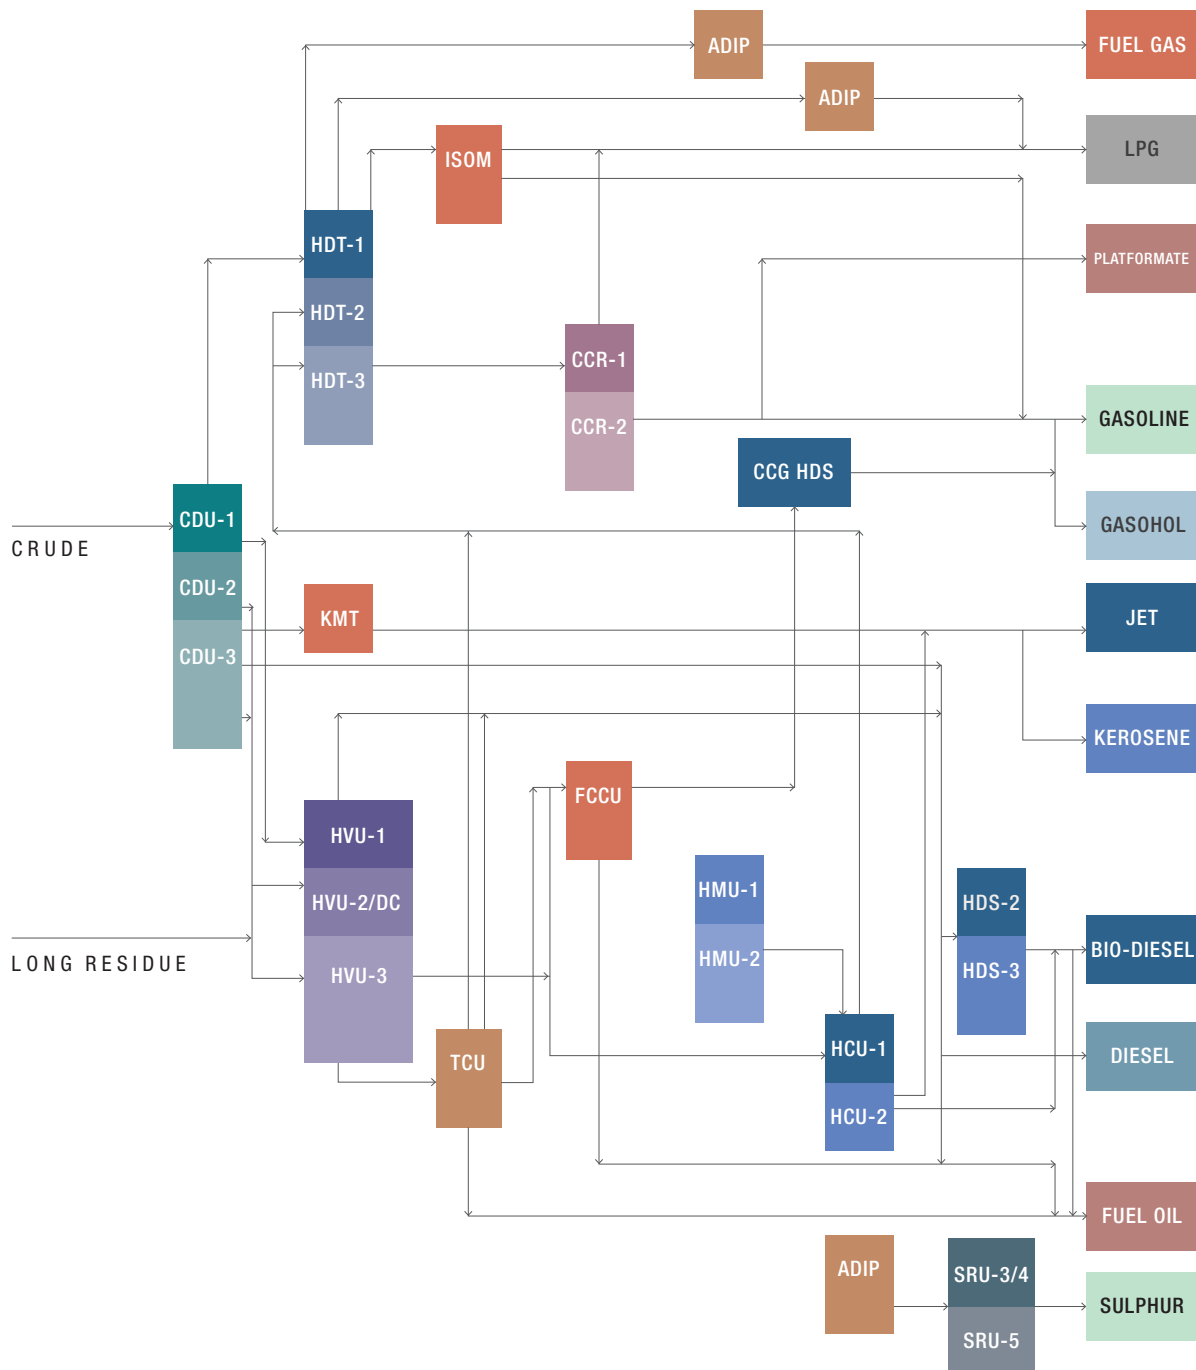 ADIP
FUEL GAS
ADIP
LPG
ISOM
HDT-1
PLATFORMATE
HDT-2
CCR-1
HDT-3
GASOLINE
CCR-2
CCG HDS
CDU-1
GASOHOL
CRUDE
CDU-2
KMT
JET
CDU-3
KEROSENE
FCCU
HVU-1
HMU-1
HVU-2/DC
HDS-2
BIO-DIESEL
LONG RESIDUE
HVU-3
HMU-2
HDS-3
TCU
HCU-1
DIESEL
HCU-2
FUEL OIL
ADIP
SRU-3/4
SULPHUR
SRU-5